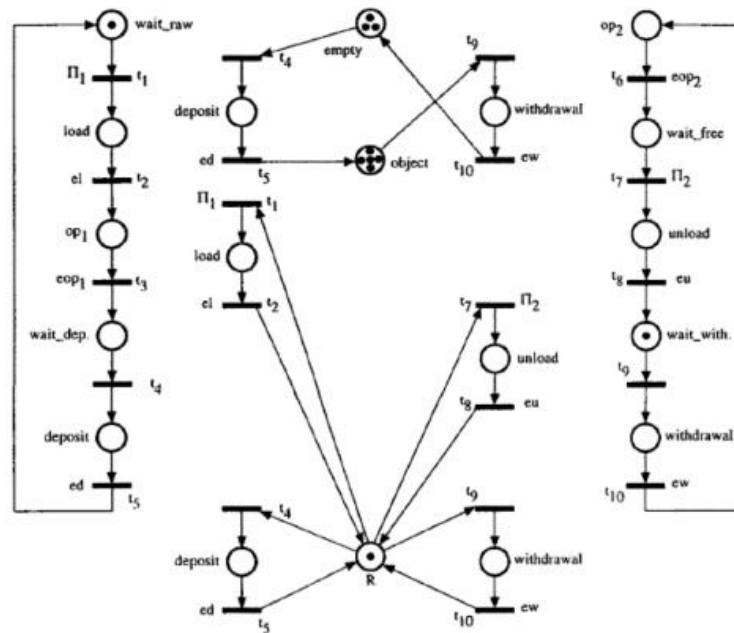 wait_raw
Π1 t1
load
el t2
op1
eop1 t3
wait_dep.
t4
deposit
ed t5
empty
t4
deposit
ed t5
object
t9
withdrawal
t10 ew
Π1 t1
load
el t2
t7 Π2
unload
t8 eu
t4
deposit
ed t5
R
t9
withdrawal
t10 ew
op2
t6 eop2
wait_free
t7 Π2
unload
t8 eu
wait_with.
t9
withdrawal
t10 ew